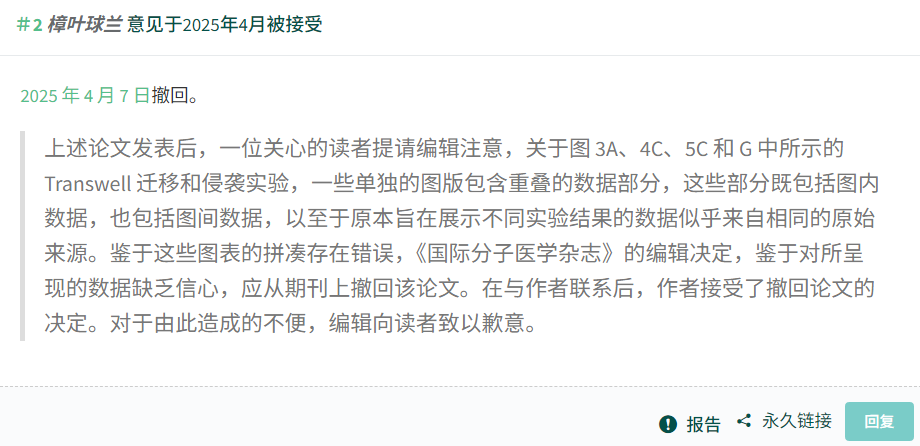 #2 樟叶球兰 意见于2025年4月被接受
2025 年 4 月 7 日撤回。
上述论文发表后，一位关心的读者提请编辑注意，关于图 3A、4C、5C 和 G 中所示的
Transwell 迁移和侵袭实验，一些单独的图版包含重叠的数据部分，这些部分既包括图内
数据，也包括图间数据，以至于原本旨在展示不同实验结果的数据似乎来自相同的原始
来源。鉴于这些图表的拼凑存在错误，《国际分子医学杂志》的编辑决定，鉴于对所呈
现的数据缺乏信心，应从期刊上撤回该论文。在与作者联系后，作者接受了撤回论文的
决定。对于由此造成的不便，编辑向读者致以歉意。
报告 永久链接 回复